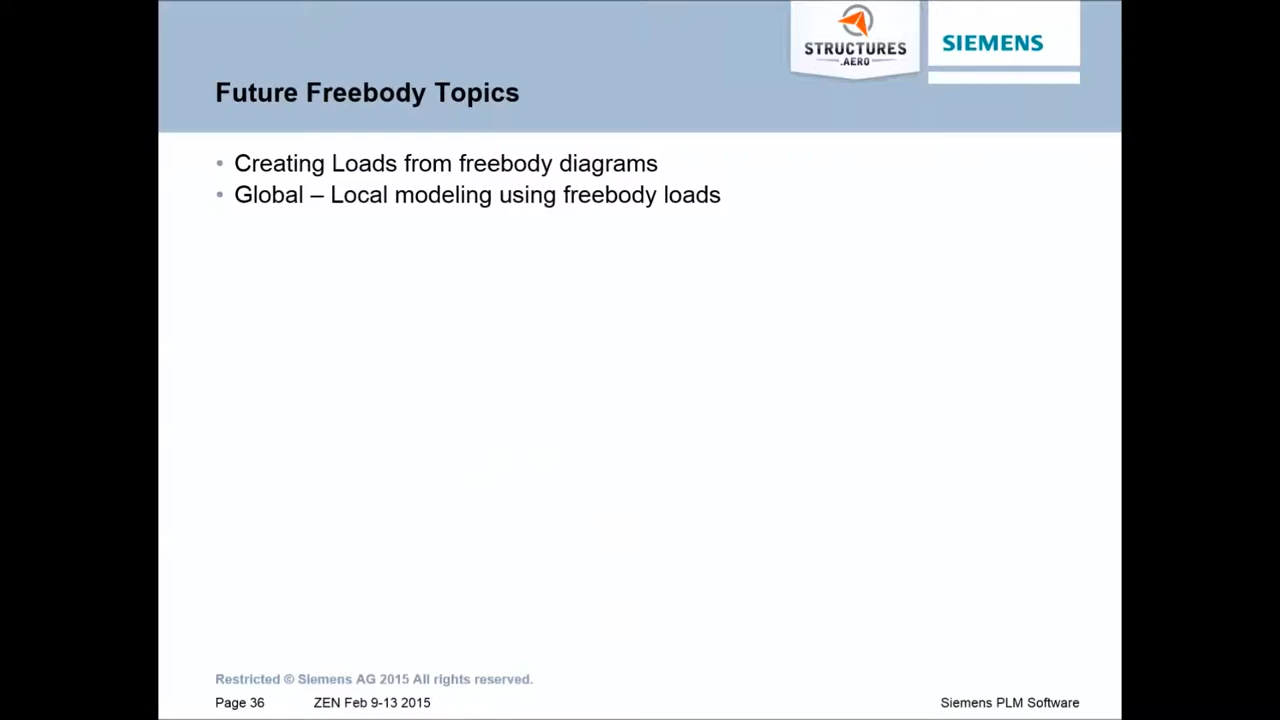 STRUCTURES
.AERO
SIEMENS
Future Freebody Topics
• Creating Loads from freebody diagrams
• Global – Local modeling using freebody loads
Restricted © Siemens AG 2015 All rights reserved.
Page 36 ZEN Feb 9-13 2015 Siemens PLM Software